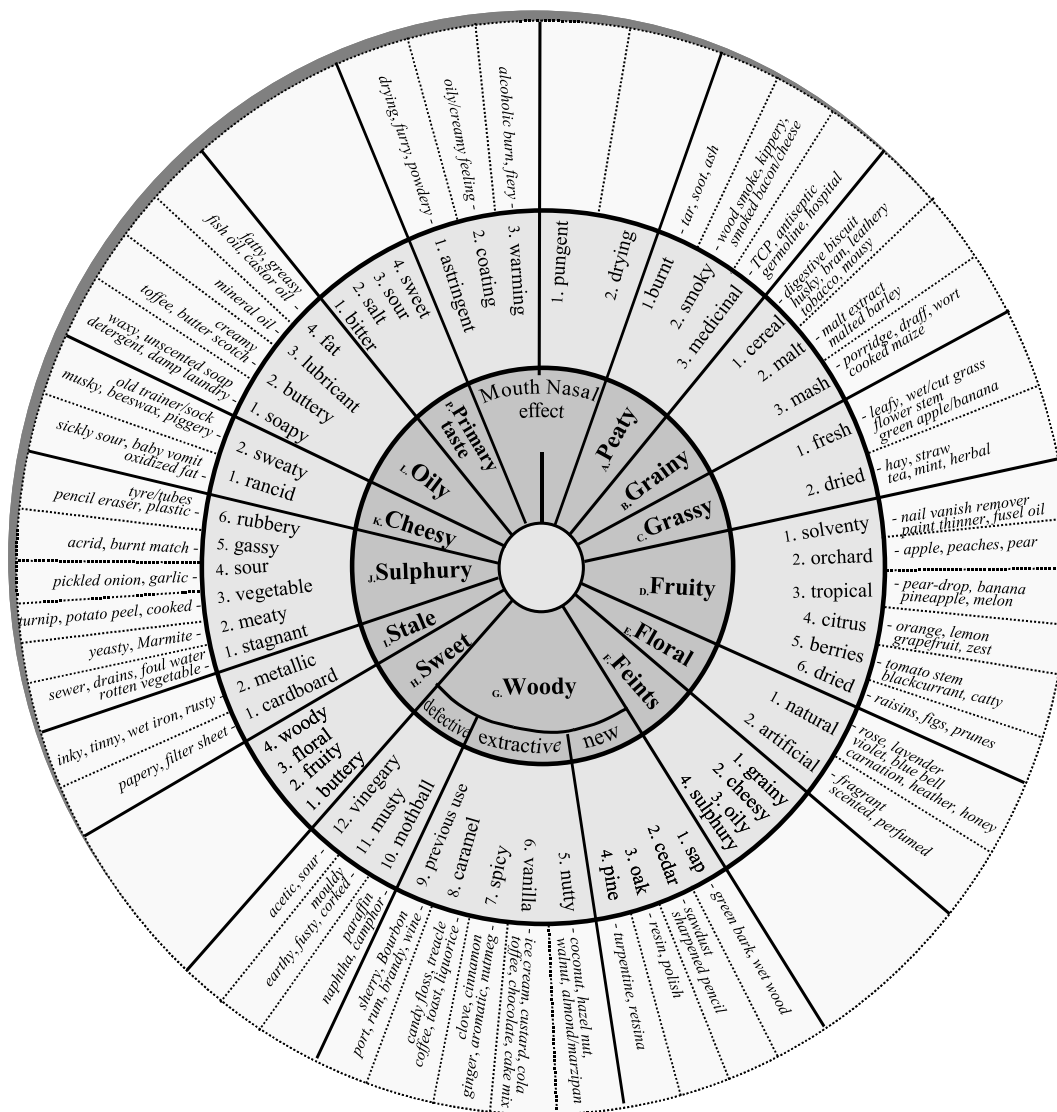 Mouth Nasal
effect
1. pungent
2. drying
A. Peaty
1.burnt
- tar, soot, ash
2. smoky
- wood smoke, kippery,
smoked bacon/cheese
3. medicinal
- TCP, antiseptic
germoline, hospital
B. Grainy
1. cereal
- digestive biscuit
husky, bran, leathery
tobacco, mousy
2. malt
- malt extract
malted barley
3. mash
- porridge, draff, wort
cooked maize
C. Grassy
1. fresh
- leafy, wet/cut grass
flower stem
green apple/banana
2. dried
- hay, straw
tea, mint, herbal
D. Fruity
1. solventy
- nail vanish remover
paint thinner, fusel oil
2. orchard
- apple, peaches, pear
3. tropical
- pear-drop, banana
pineapple, melon
4. citrus
- orange, lemon
grapefruit, zest
5. berries
- tomato stem
blackcurrant, catty
6. dried
- raisins, figs, prunes
E. Floral
1. natural
- rose, lavender
violet, blue bell
carnation, heather, honey
2. artificial
- fragrant
scented, perfumed
F. Feints
1. grainy
2. cheesy
3. oily
4. sulphury
G. Woody
new
1. sap
- green bark, wet wood
2. cedar
- sawdust
sharpened pencil
3. oak
- resin, polish
4. pine
- turpentine, retsina
extractive
5. nutty
- coconut, hazel nut,
walnut, almond/marzipan
6. vanilla
- ice cream, custard, cola
toffee, chocolate, cake mix
7. spicy
clove, cinnamon
ginger, aromatic, nutmeg -
8. caramel
candy floss, treacle
coffee, toast, liquorice -
9. previous use
sherry, Bourbon
port, rum, brandy, wine -
defective
10. mothball
paraffin
naphtha, camphor -
11. musty
mouldy
earthy, fusty, corked -
12. vinegary
acetic, sour -
H. Sweet
1. buttery
2. fruity
3. floral
4. woody
I. Stale
1. cardboard
papery, filter sheet -
2. metallic
inky, tinny, wet iron, rusty -
J. Sulphury
1. stagnant
sewer, drains, foul water
rotten vegetable -
2. meaty
yeasty, Marmite -
3. vegetable
turnip, potato peel, cooked -
4. sour
pickled onion, garlic -
5. gassy
acrid, burnt match -
6. rubbery
tyre/tubes
pencil eraser, plastic -
K. Cheesy
1. rancid
sickly sour, baby vomit
oxidized fat -
2. sweaty
old trainer/sock
musky, beeswax, piggery -
L. Oily
1. soapy
waxy, unscented soap
detergent, damp laundry -
2. buttery
creamy
toffee, butter scotch -
3. lubricant
mineral oil -
4. fat
fatty, greasy
fish oil, castor oil -
P. Primary
taste
1. bitter
2. salt
3. sour
4. sweet
1. astringent
drying, furry, powdery -
2. coating
oily/creamy feeling -
3. warming
alcoholic burn, fiery -